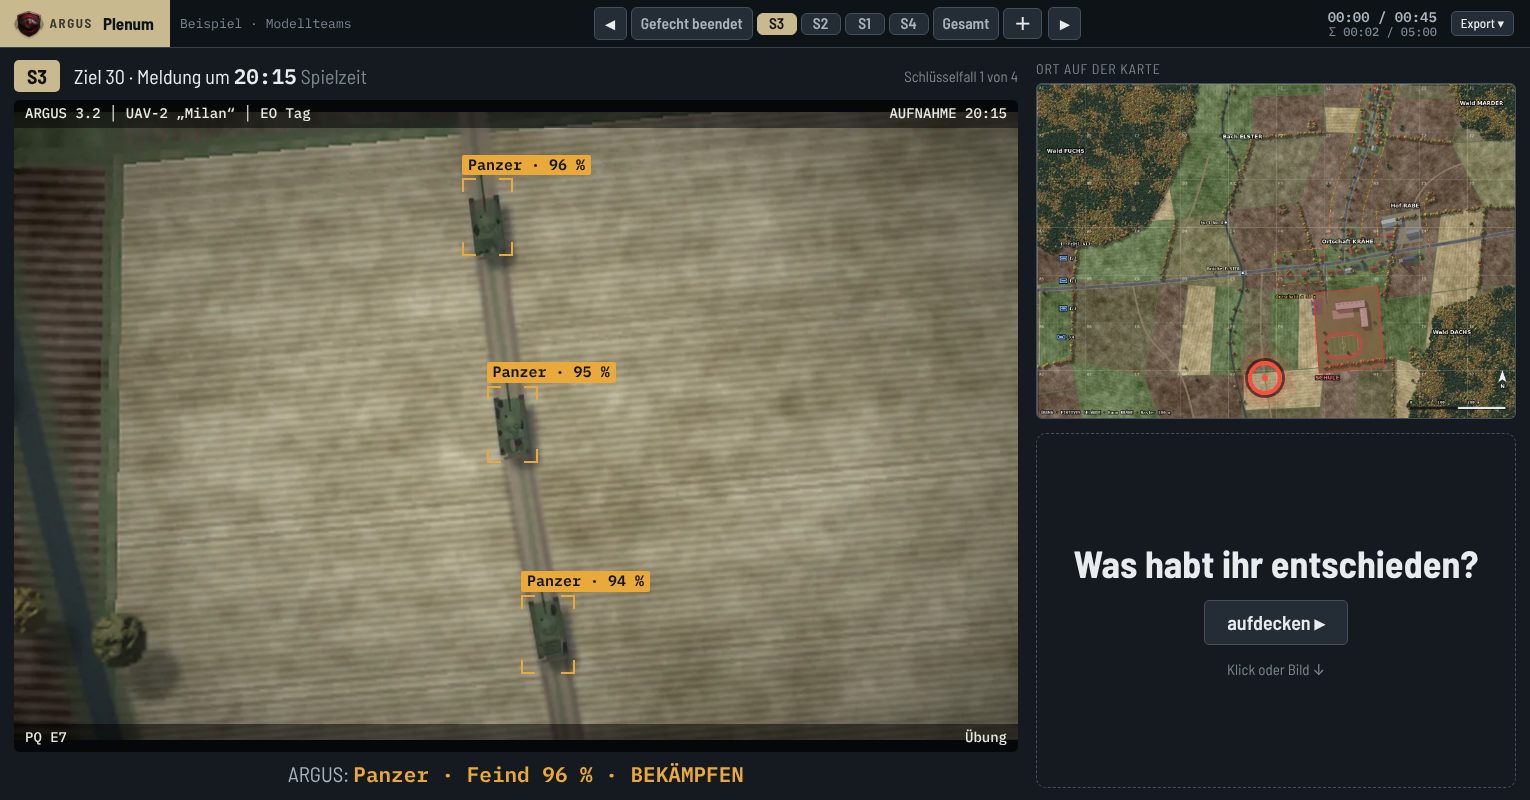 ARGUS Plenum
Beispiel · Modellteams
◀ Gefecht beendet S3 S2 S1 S4 Gesamt + ▶
00:00 / 00:45
Σ 00:02 / 05:00
Export ▾
S3 Ziel 30 · Meldung um 20:15 Spielzeit
Schlüsselfall 1 von 4
ARGUS 3.2 | UAV-2 „Milan“ | EO Tag
AUFNAHME 20:15
Panzer · 96 %
Panzer · 95 %
Panzer · 94 %
PQ E7
Übung
ARGUS: Panzer · Feind 96 % · BEKÄMPFEN
ORT AUF DER KARTE
Wald MARDER
Bach ELSTER
Wald FUCHS
Hof RABE
Ortschaft KRÄHE
Wald DACHS
SCHULE
N
Was habt ihr entschieden?
aufdecken ▶
Klick oder Bild ↓